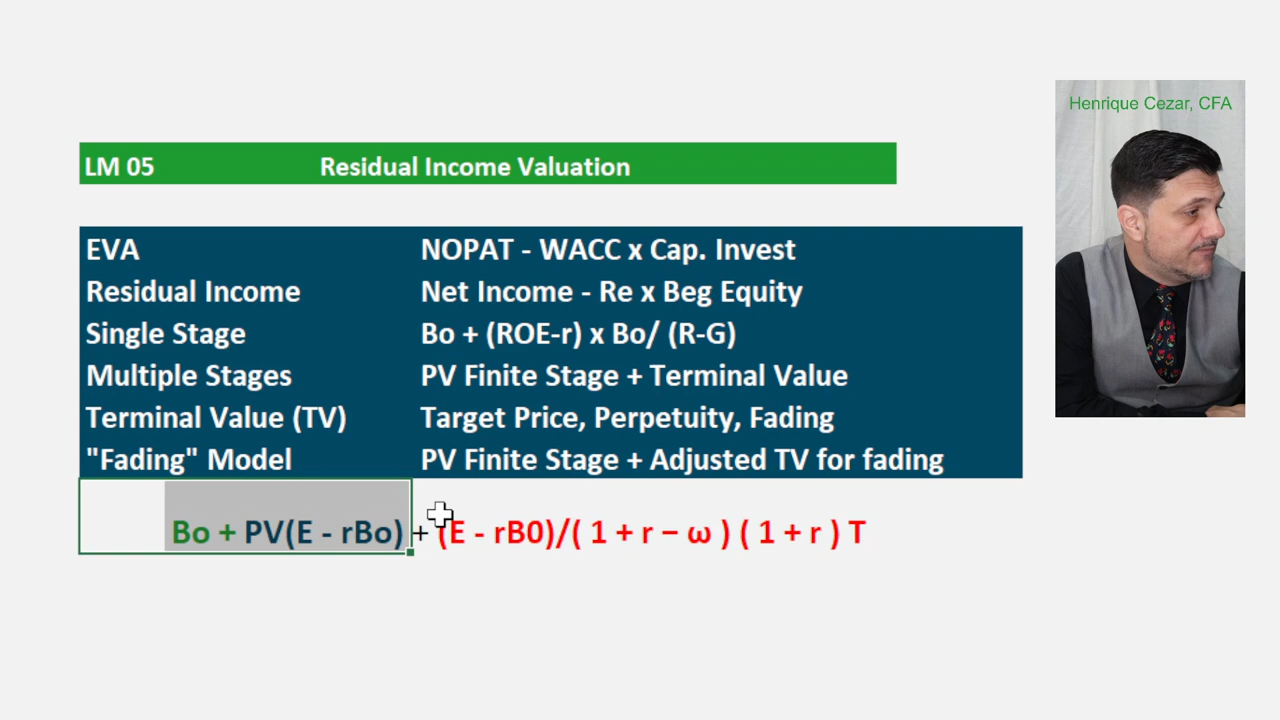 Henrique Cezar, CFA
LM 05 Residual Income Valuation
EVA NOPAT - WACC x Cap. Invest
Residual Income Net Income - Re x Beg Equity
Single Stage Bo + (ROE-r) x Bo/ (R-G)
Multiple Stages PV Finite Stage + Terminal Value
Terminal Value (TV) Target Price, Perpetuity, Fading
"Fading" Model PV Finite Stage + Adjusted TV for fading
Bo + PV(E - rBo) + (E - rB0)/( 1 + r − ω ) ( 1 + r ) T